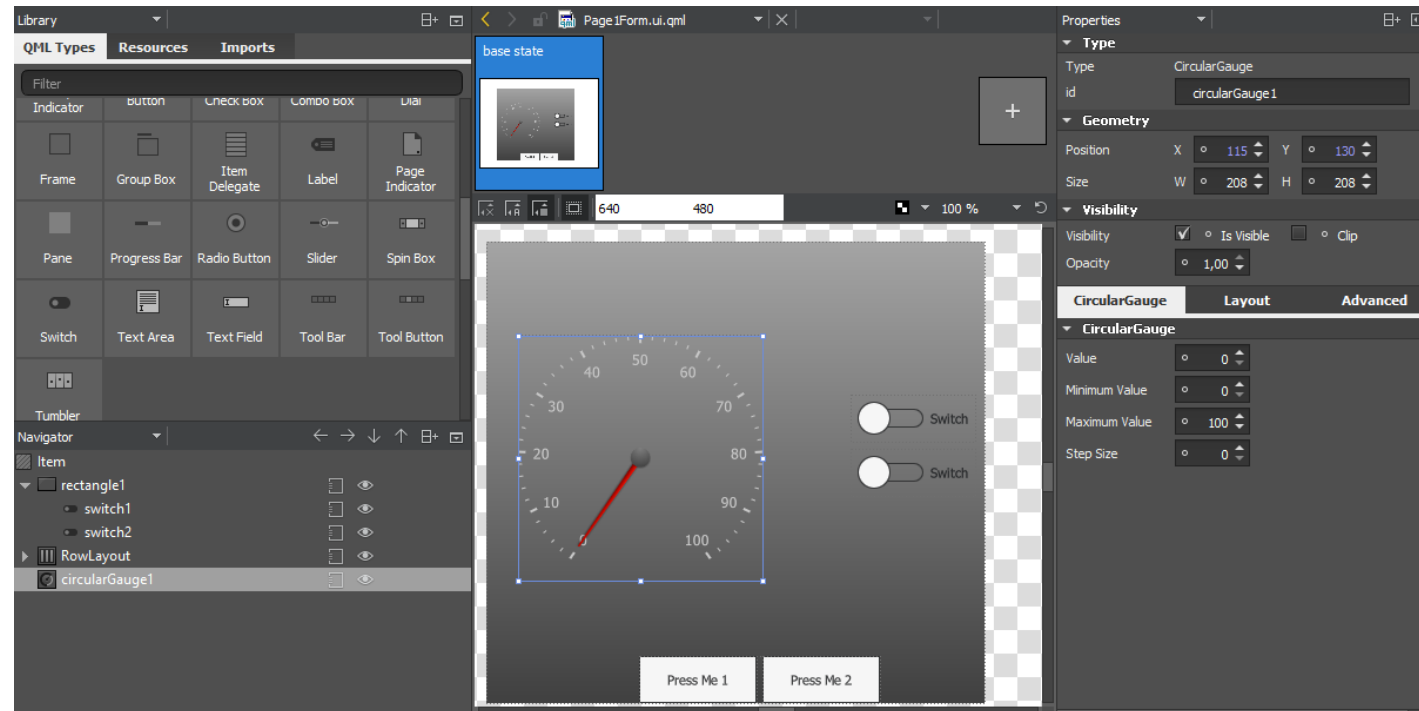 Library
QML Types Resources Imports
Filter
Indicator Button Check Box Combo Box Dial
Frame Group Box Item Delegate Label Page Indicator
Pane Progress Bar Radio Button Slider Spin Box
Switch Text Area Text Field Tool Bar Tool Button
Tumbler
Navigator
Item
rectangle1
switch1
switch2
RowLayout
circularGauge1
Page1Form.ui.qml
base state
640 480 100 %
0
10
20
30
40
50
60
70
80
90
100
Switch
Switch
Press Me 1 Press Me 2
Properties
Type
Type CircularGauge
id circularGauge1
Geometry
Position X 115 Y 130
Size W 208 H 208
Visibility
Visibility Is Visible Clip
Opacity 1,00
CircularGauge Layout Advanced
CircularGauge
Value 0
Minimum Value 0
Maximum Value 100
Step Size 0